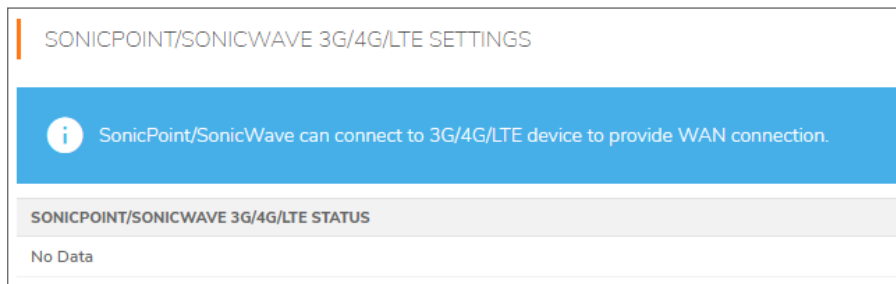 SONICPOINT/SONICWAVE 3G/4G/LTE SETTINGS
SonicPoint/SonicWave can connect to 3G/4G/LTE device to provide WAN connection.
SONICPOINT/SONICWAVE 3G/4G/LTE STATUS
No Data